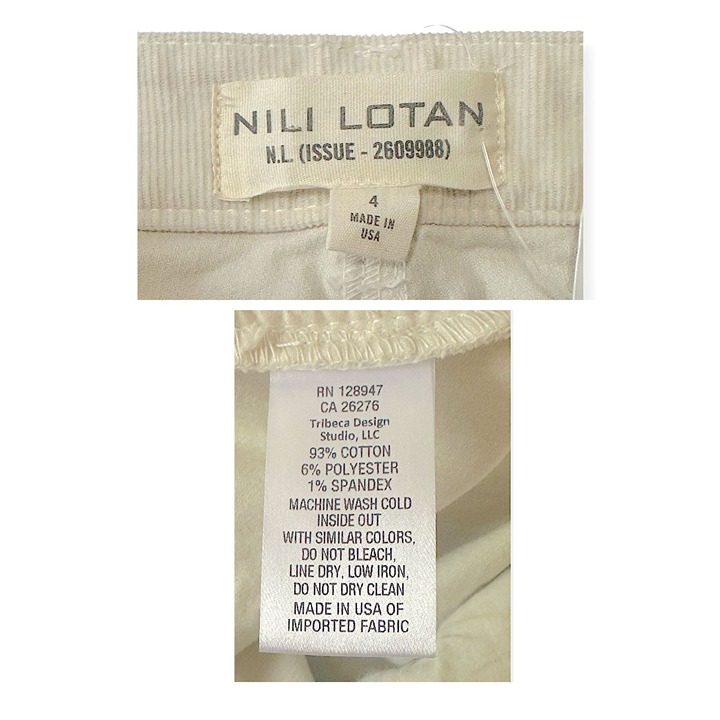 NILI LOTAN
N.L. (ISSUE - 2609988)
4
MADE IN
USA
RN 128947
CA 26276
Tribeca Design
Studio, LLC
93% COTTON
6% POLYESTER
1% SPANDEX
MACHINE WASH COLD
INSIDE OUT
WITH SIMILAR COLORS,
DO NOT BLEACH,
LINE DRY, LOW IRON,
DO NOT DRY CLEAN
MADE IN USA OF
IMPORTED FABRIC